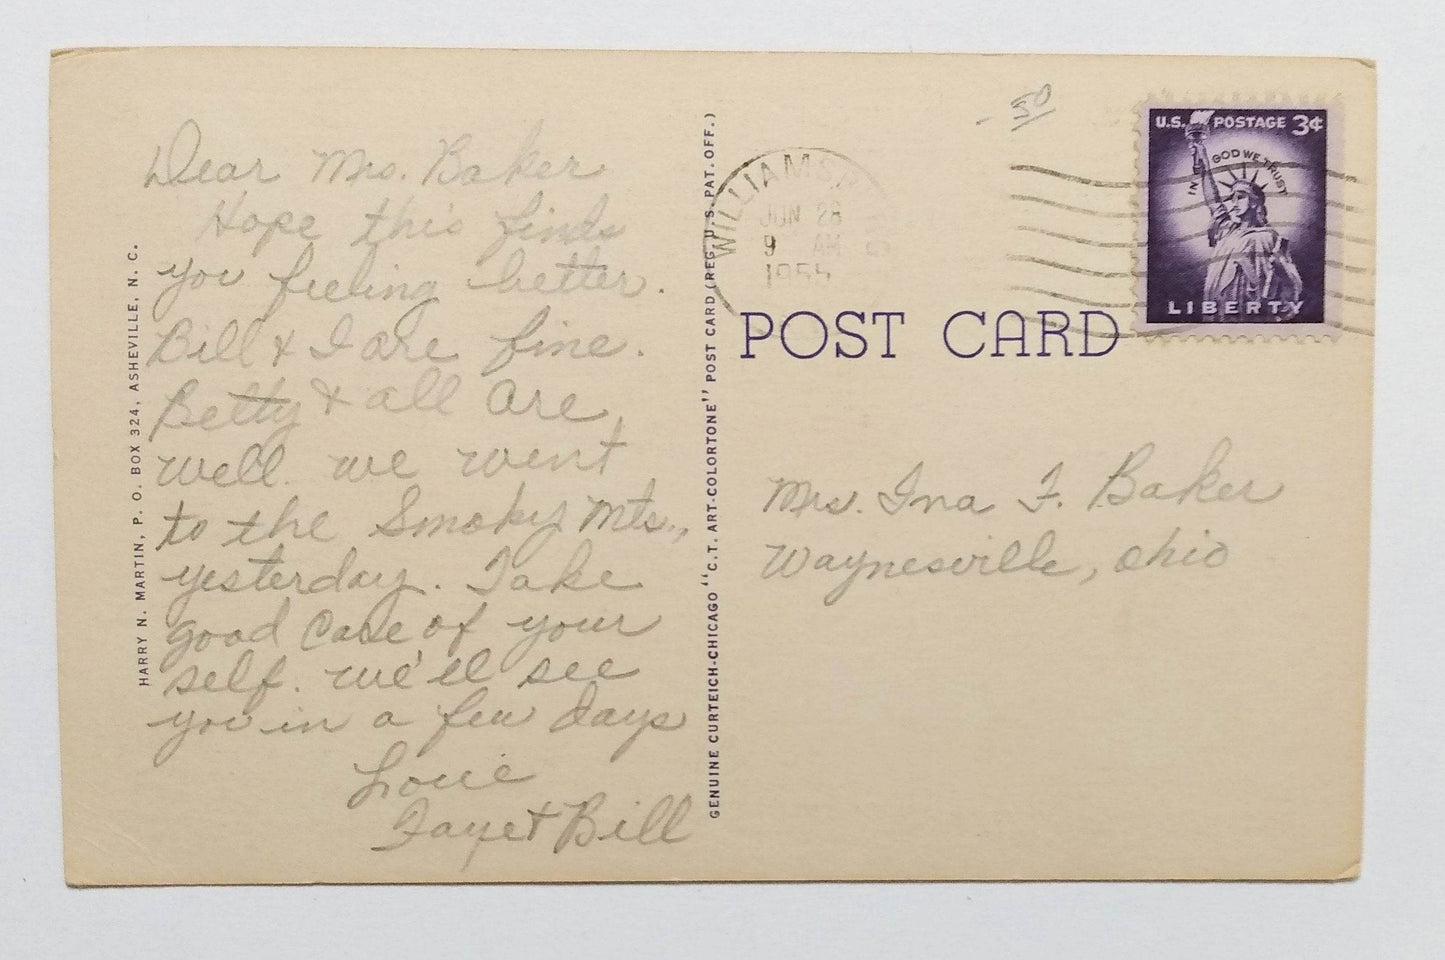 Dear Mrs. Baker
Hope this finds
you feeling better.
Bill & I are fine.
Betty & all are
well. we went
to the Smoky Mts.,
yesterday. Take
good care of your
self. we'll see
you in a few days
Love
Faye + Bill
HARRY N. MARTIN, P. O. BOX 324, ASHEVILLE, N. C.
GENUINE CURTEICH-CHICAGO "C.T. ART-COLORTONE" POST CARD (REG. U.S. PAT. OFF.)
50
JUN 28
9 AM
1955
U.S. POSTAGE 3¢
IN GOD WE TRUST
LIBERTY
POST CARD
Mrs. Ina F. Baker
Waynesville, Ohio